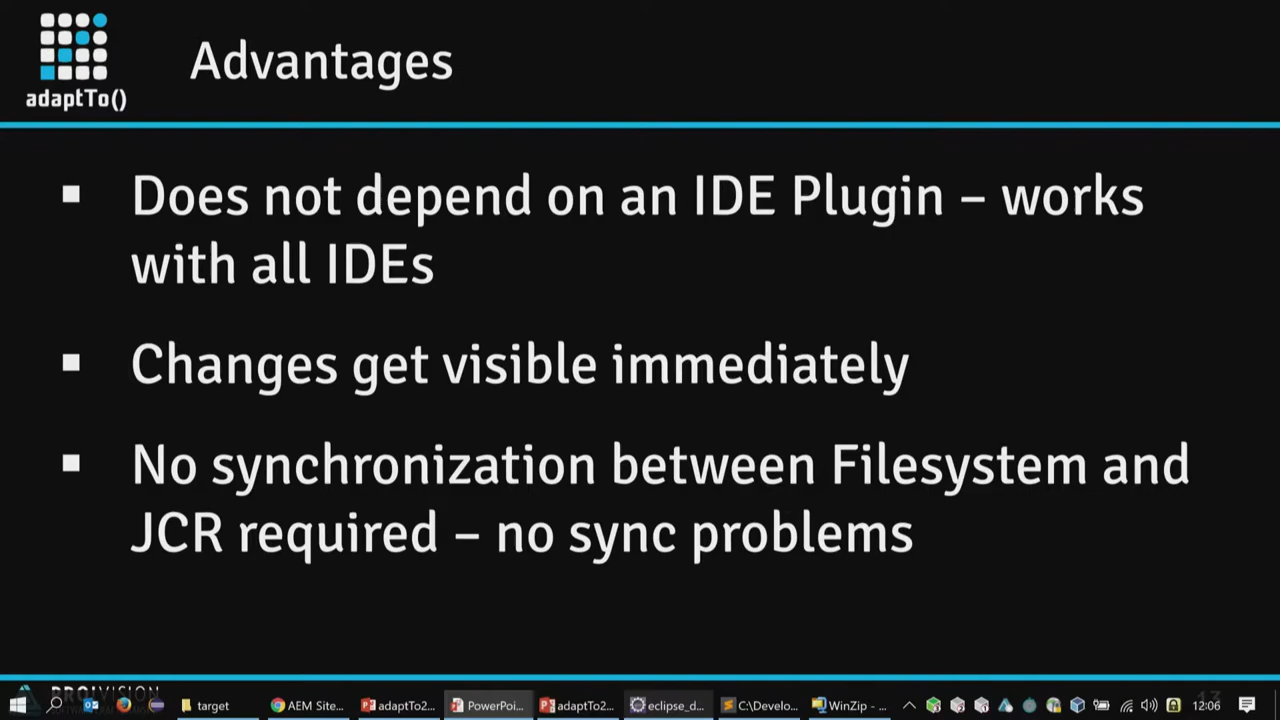 adaptTo()
Advantages
Does not depend on an IDE Plugin – works
with all IDEs
Changes get visible immediately
No synchronization between Filesystem and
JCR required – no sync problems
target
AEM Site...
adaptTo2...
PowerPoi...
adaptTo2...
eclipse_d...
C:\Develo...
WinZip - ...
12:06